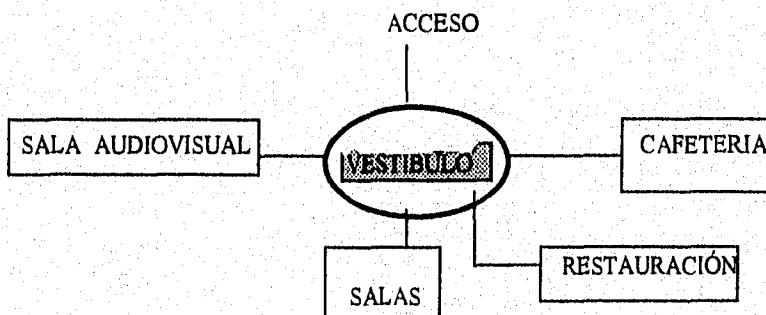 ACCESO
SALA AUDIOVISUAL
VESTIBULO
CAFETERIA
RESTAURACIÓN
SALAS